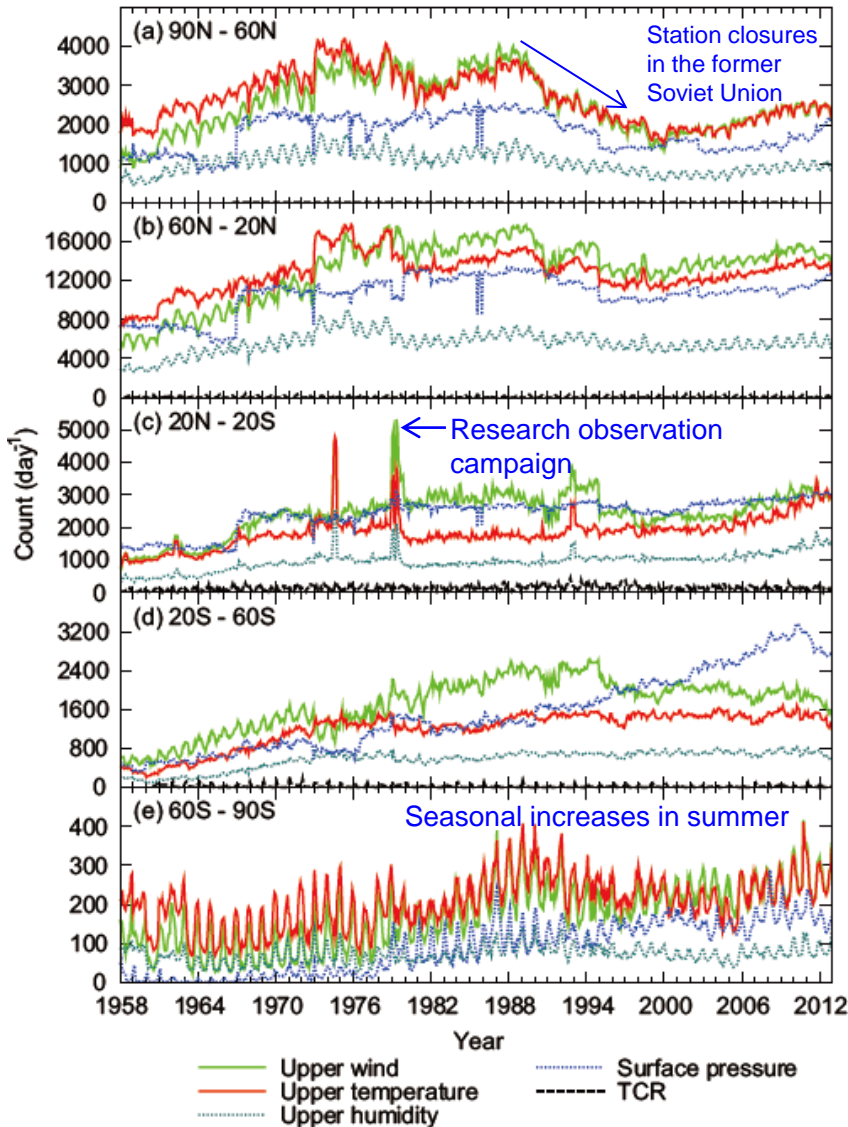 (a) 90N - 60N
Station closures
in the former
Soviet Union
4000
3000
2000
1000
0
(b) 60N - 20N
16000
12000
8000
4000
0
(c) 20N - 20S
Research observation
campaign
5000
4000
3000
2000
1000
0
Count (day-1)
(d) 20S - 60S
3200
2400
1600
800
0
(e) 60S - 90S
Seasonal increases in summer
400
300
200
100
0
1958 1964 1970 1976 1982 1988 1994 2000 2006 2012
Year
Upper wind
Upper temperature
Upper humidity
Surface pressure
TCR